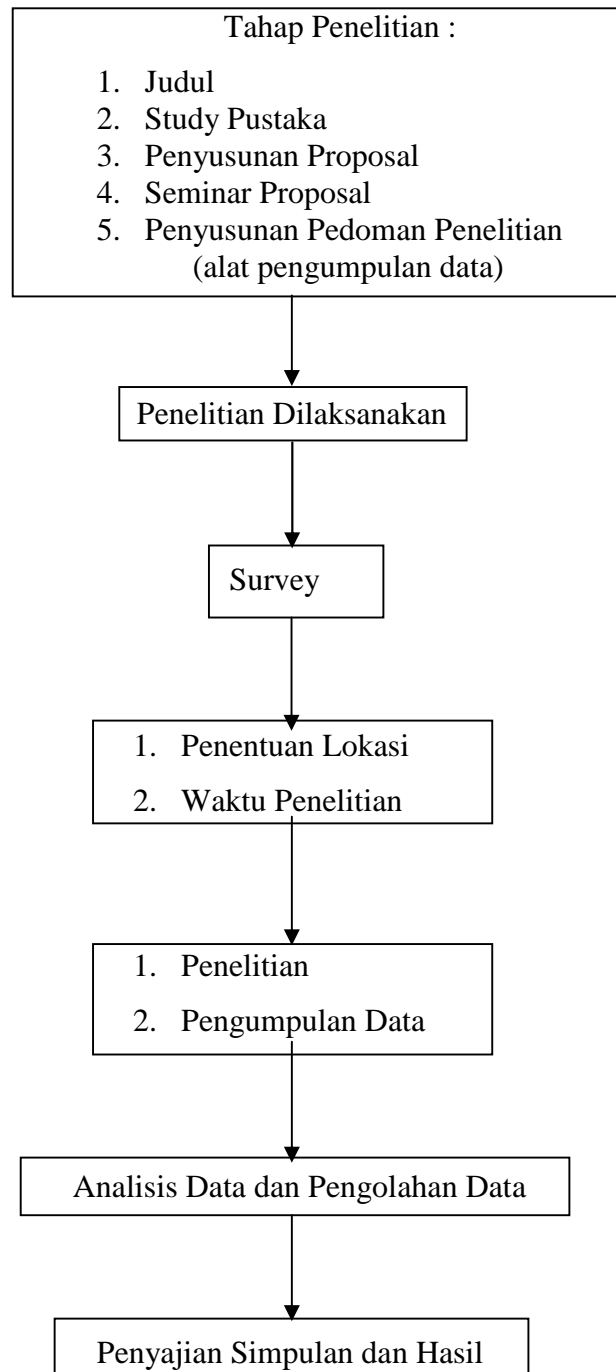 Tahap Penelitian :
1. Judul
2. Study Pustaka
3. Penyusunan Proposal
4. Seminar Proposal
5. Penyusunan Pedoman Penelitian
(alat pengumpulan data)
Penelitian Dilaksanakan
Survey
1. Penentuan Lokasi
2. Waktu Penelitian
1. Penelitian
2. Pengumpulan Data
Analisis Data dan Pengolahan Data
Penyajian Simpulan dan Hasil